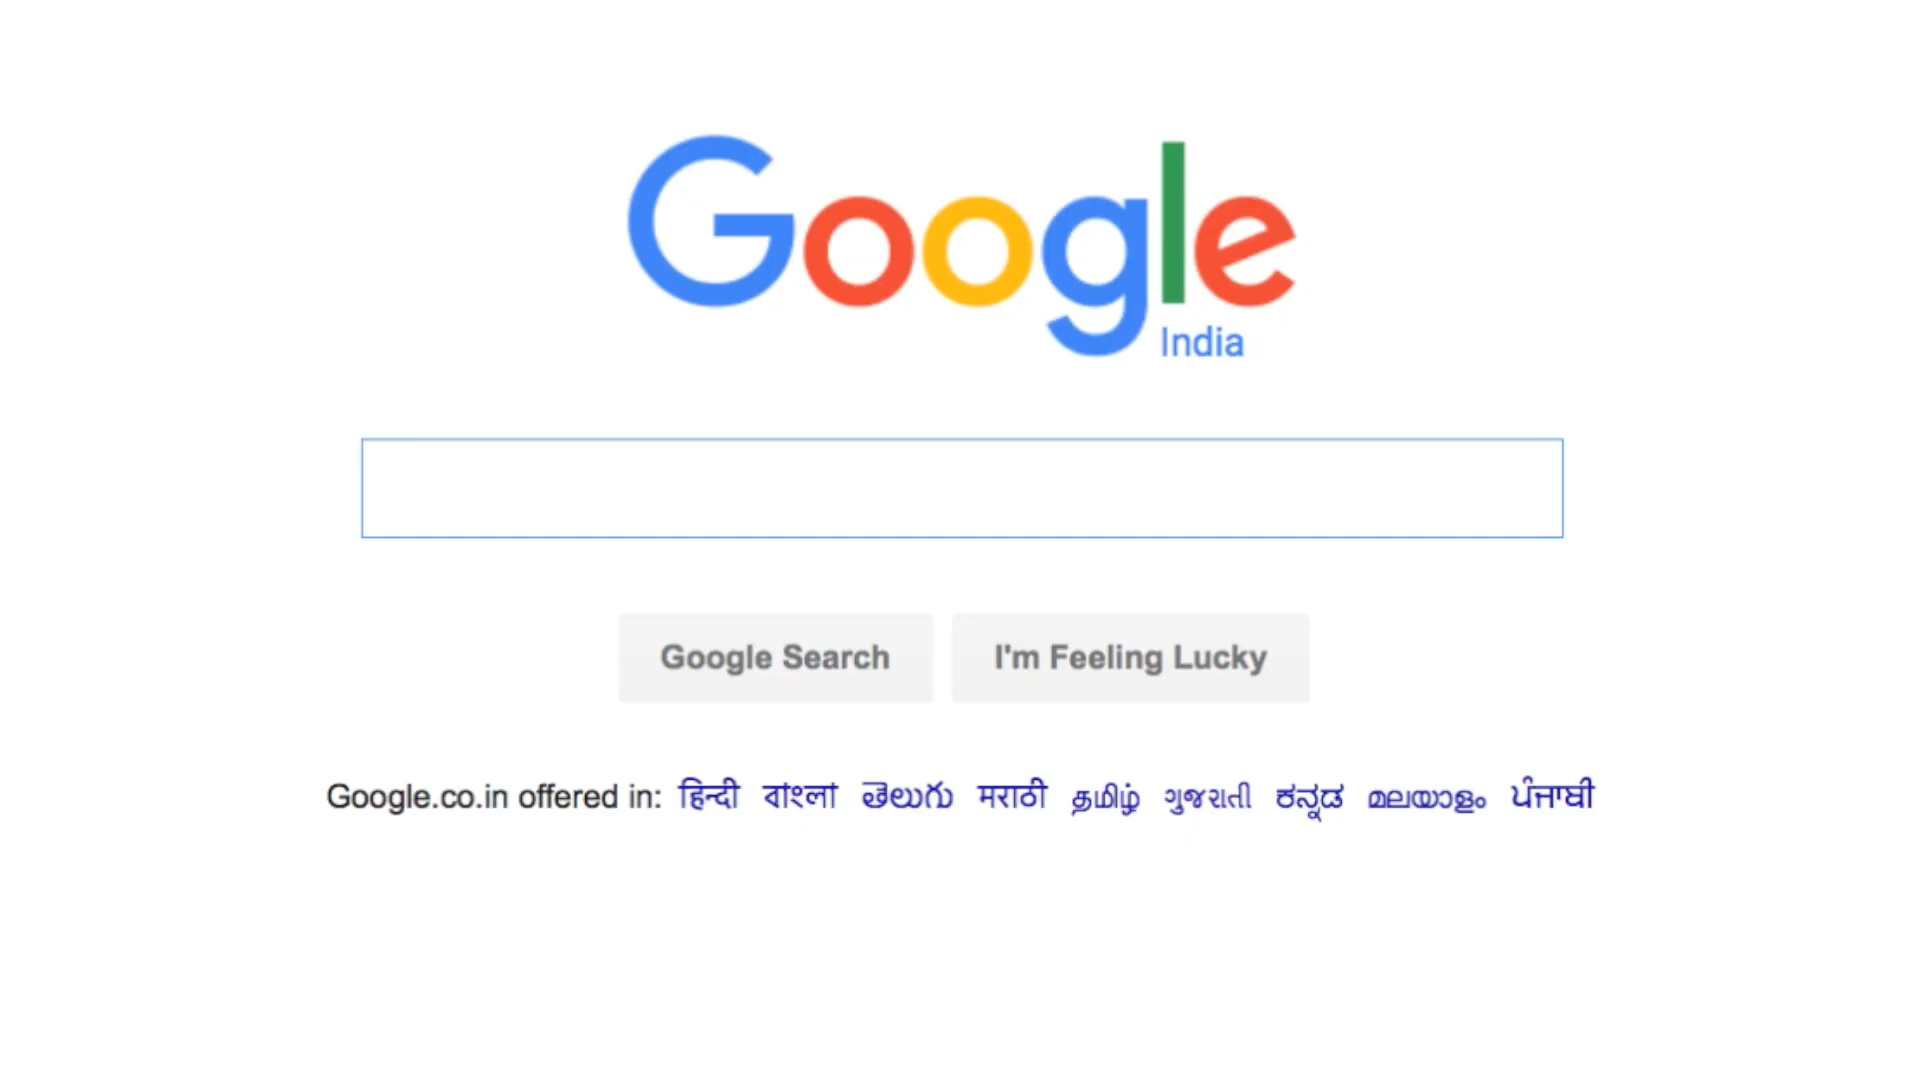 Google
India
Google Search
I'm Feeling Lucky
Google.co.in offered in: हिन्दी বাংলা తెలుగు मराठी தமிழ் ગુજરાતી ಕನ್ನಡ മലയാളം ਪੰਜਾਬੀ